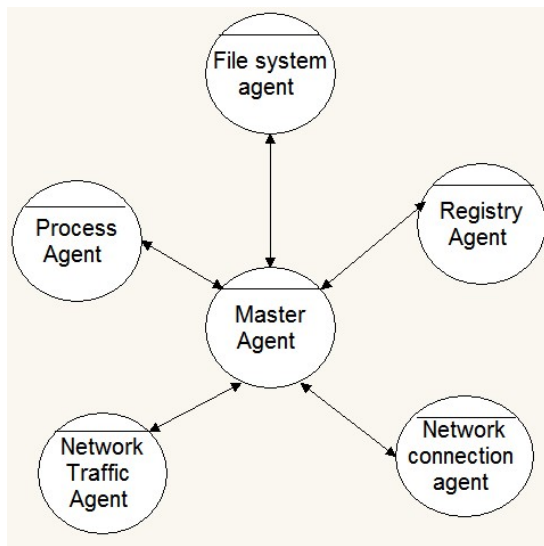 File system
agent
Process
Agent
Registry
Agent
Master
Agent
Network
Traffic
Agent
Network
connection
agent